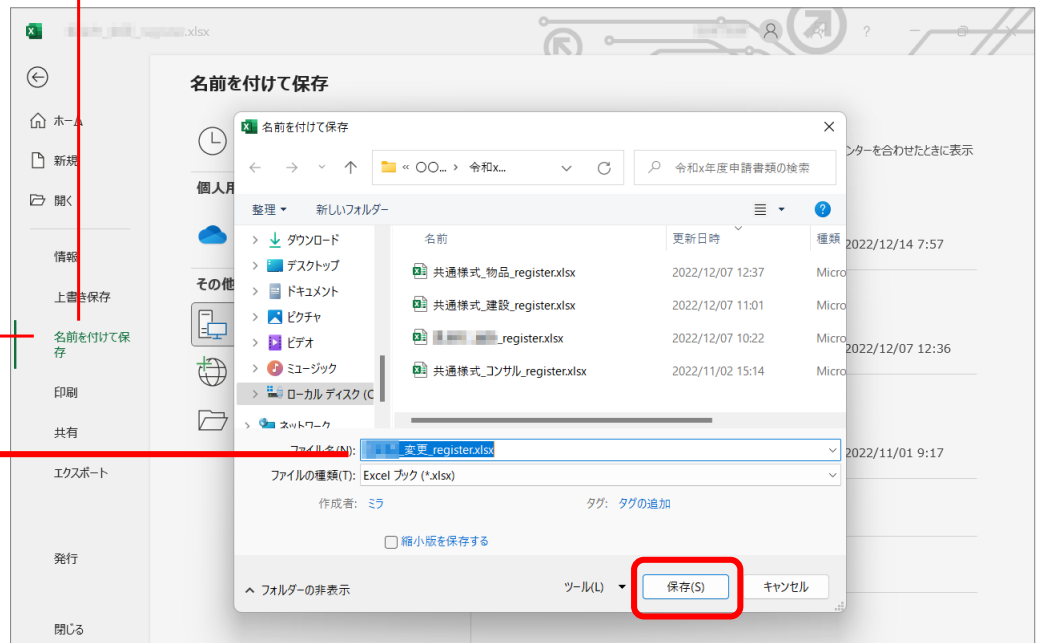 .xlsx
?
名前を付けて保存
ホーム
新規
開く
情報
上書き保存
名前を付けて保
存
印刷
共有
エクスポート
発行
閉じる
個人用
その他
ンターを合わせたときに表示
2022/12/14 7:57
2022/12/07 12:36
2022/11/01 9:17
名前を付けて保存
« 〇〇... › 令和x...
令和x年度申請書類の検索
整理
新しいフォルダー
?
ダウンロード
デスクトップ
ドキュメント
ピクチャ
ビデオ
ミュージック
ローカル ディスク (C
ネットワーク
名前 更新日時 種類
共通様式_物品_register.xlsx 2022/12/07 12:37 Micro
共通様式_建設_register.xlsx 2022/12/07 11:01 Micro
_register.xlsx 2022/12/07 10:22 Micro
共通様式_コンサル_register.xlsx 2022/11/02 15:14 Micro
ファイル名(N): _変更_register.xlsx
ファイルの種類(T): Excel ブック (*.xlsx)
作成者: ミラ タグ: タグの追加
縮小版を保存する
フォルダーの非表示
ツール(L)
保存(S)
キャンセル